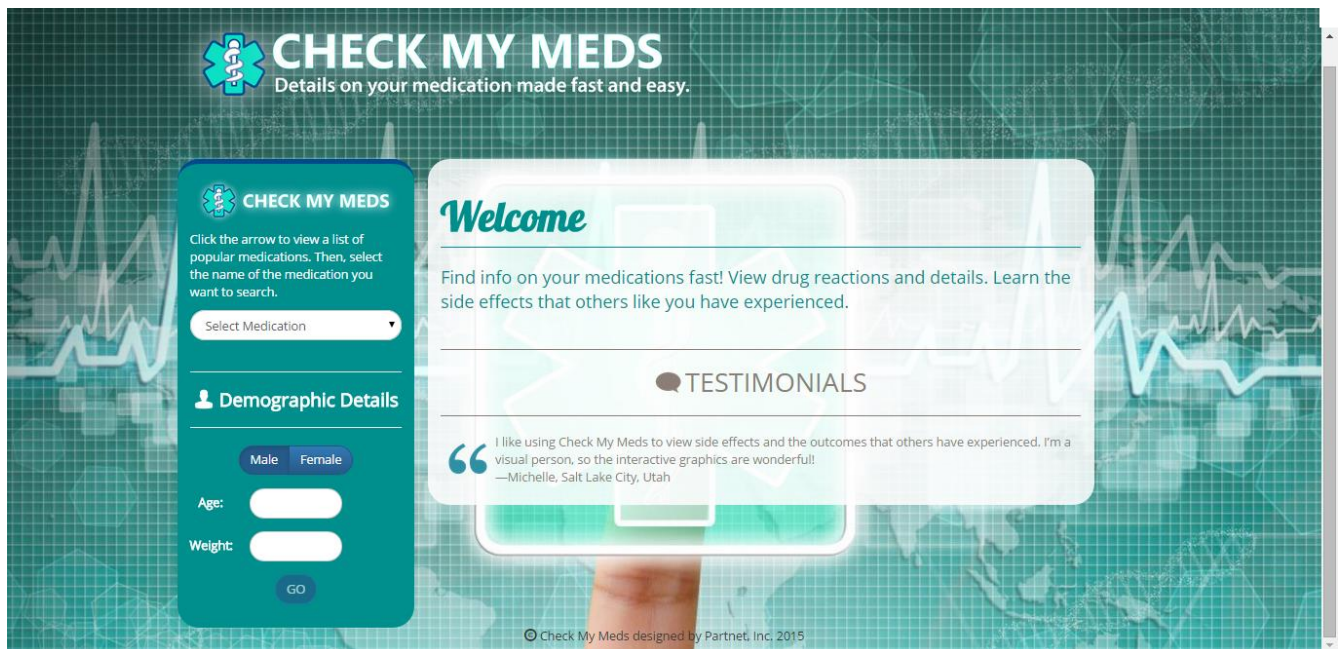 CHECK MY MEDS
Details on your medication made fast and easy.
CHECK MY MEDS
Click the arrow to view a list of
popular medications. Then, select
the name of the medication you
want to search.
Select Medication
Demographic Details
Male Female
Age:
Weight:
GO
Welcome
Find info on your medications fast! View drug reactions and details. Learn the
side effects that others like you have experienced.
TESTIMONIALS
I like using Check My Meds to view side effects and the outcomes that others have experienced. I'm a
visual person, so the interactive graphics are wonderful!
—Michelle, Salt Lake City, Utah
© Check My Meds designed by Partnet, Inc. 2015